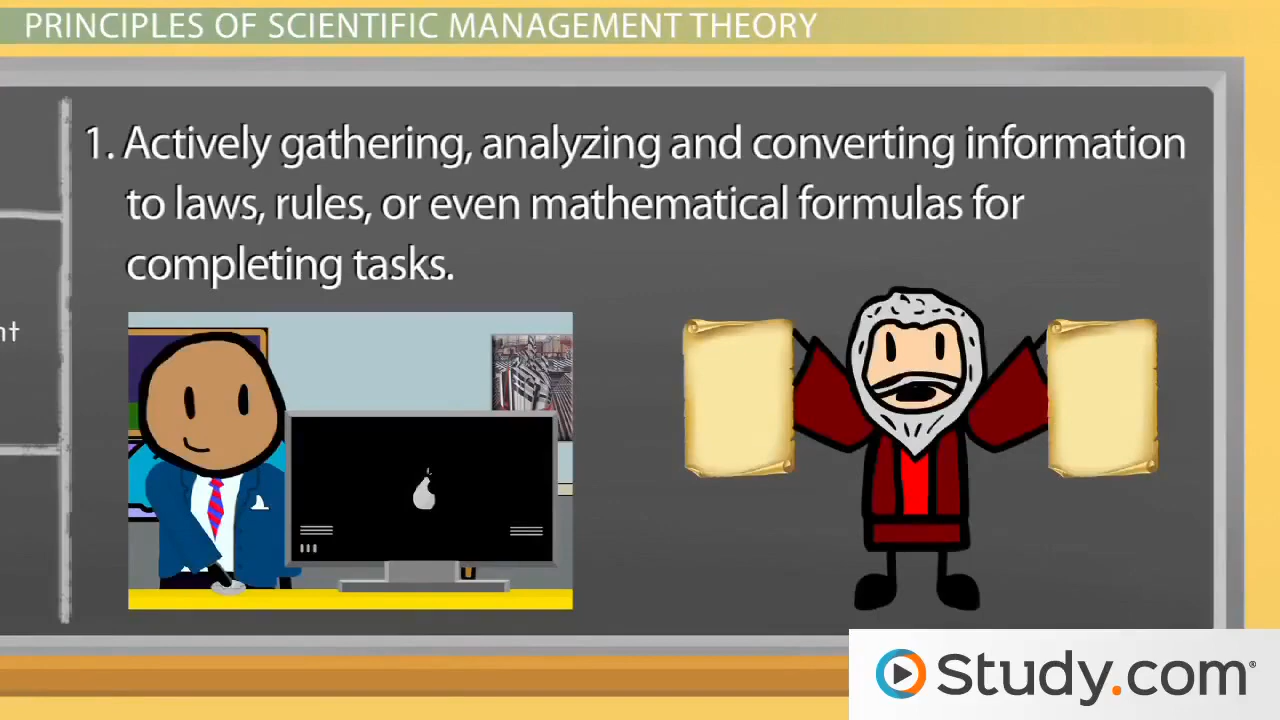 PRINCIPLES OF SCIENTIFIC MANAGEMENT THEORY
1. Actively gathering, analyzing and converting information
to laws, rules, or even mathematical formulas for
completing tasks.
nt
Study.com®